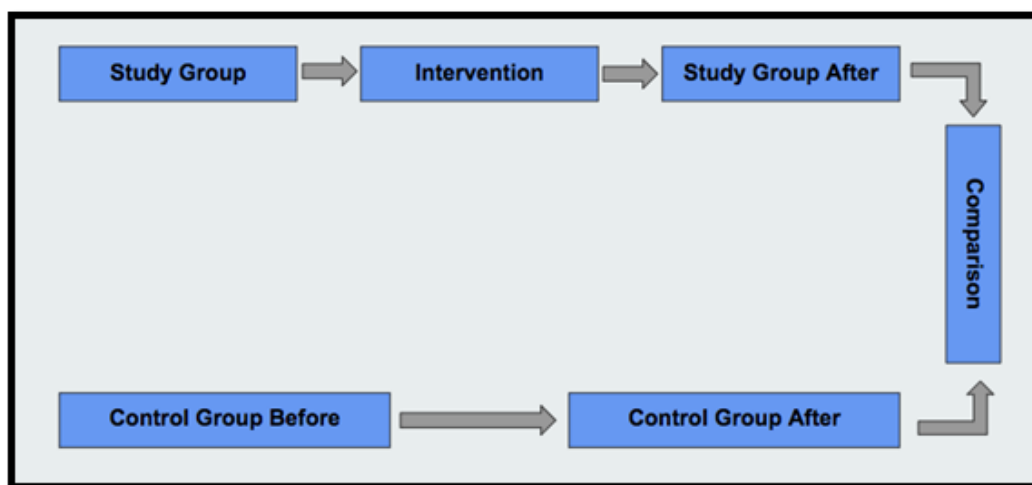 Study Group
Intervention
Study Group After
Comparison
Control Group Before
Control Group After